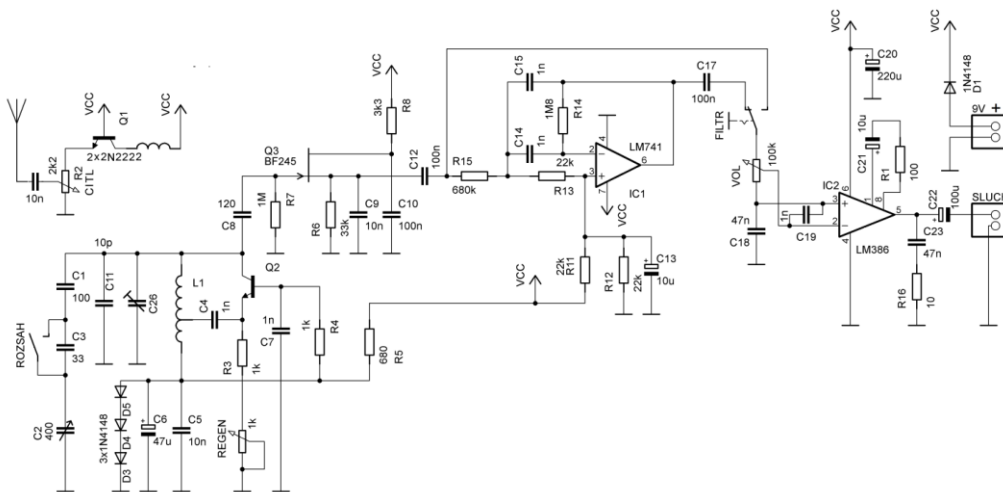 VCC
Q1
VCC
2x2N2222
2k2
R2
CITL
10n
Q3
BF245
VCC
3k3
R8
C12
100n
R15
680k
C15
1n
C14
1n
1M8
R14
22k
R13
2
3
4
6
7
LM741
IC1
VCC
C17
100n
FILTR
100k
VOL
47n
C18
1n
C19
VCC
C20
220u
+
10u
C21
+
R1
100
IC2
6
1
8
3
2
4
5
LM386
C22
100u
+
C23
47n
R16
10
VCC
1N4148
D1
9V +
SLUCH
120
C8
1M
R7
R6
33k
C9
10n
C10
100n
10p
C1
100
C11
C26
L1
C4
1n
Q2
1n
C7
1k
R4
R3
1k
680
R5
VCC
22k
R11
R12
22k
C13
10u
+
ROZSAH
C3
33
C2
400
3x1N4148
D5
D4
D3
C6
47u
+
C5
10n
REGEN
1k